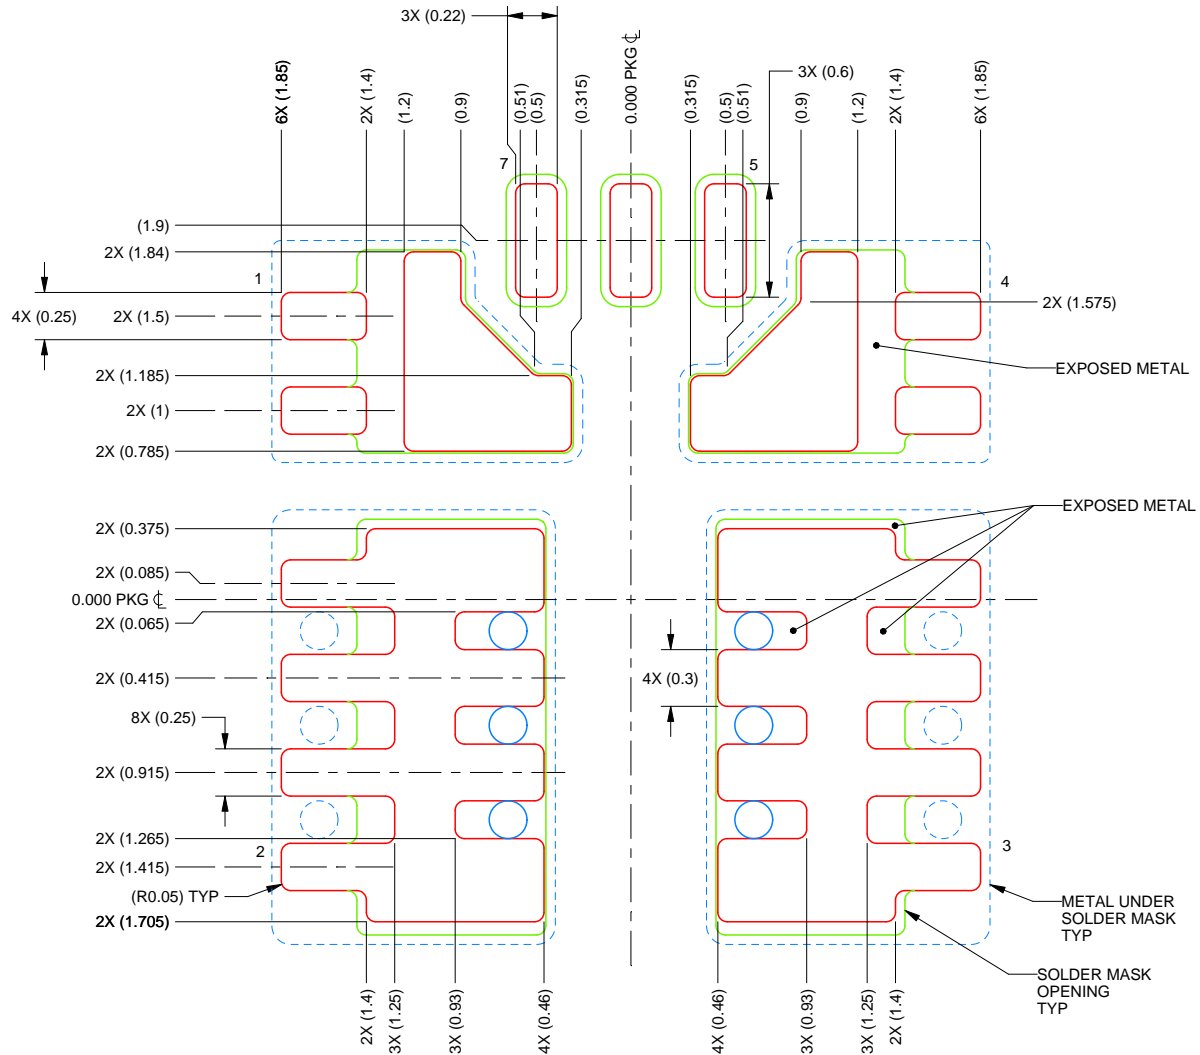 3X (0.22)
6X (1.85)
2X (1.4)
(1.2)
(0.9)
(0.51)
(0.5)
(0.315)
0.000 PKG ℄
(0.315)
(0.5)
(0.51)
3X (0.6)
(0.9)
(1.2)
2X (1.4)
6X (1.85)
7
5
(1.9)
2X (1.84)
1
4
4X (0.25)
2X (1.5)
2X (1.575)
2X (1.185)
EXPOSED METAL
2X (1)
2X (0.785)
2X (0.375)
EXPOSED METAL
2X (0.085)
0.000 PKG ℄
2X (0.065)
2X (0.415)
4X (0.3)
8X (0.25)
2X (0.915)
2X (1.265)
2
3
2X (1.415)
(R0.05) TYP
2X (1.705)
METAL UNDER
SOLDER MASK
TYP
SOLDER MASK
OPENING
TYP
2X (1.4)
3X (1.25)
3X (0.93)
4X (0.46)
4X (0.46)
3X (0.93)
3X (1.25)
2X (1.4)